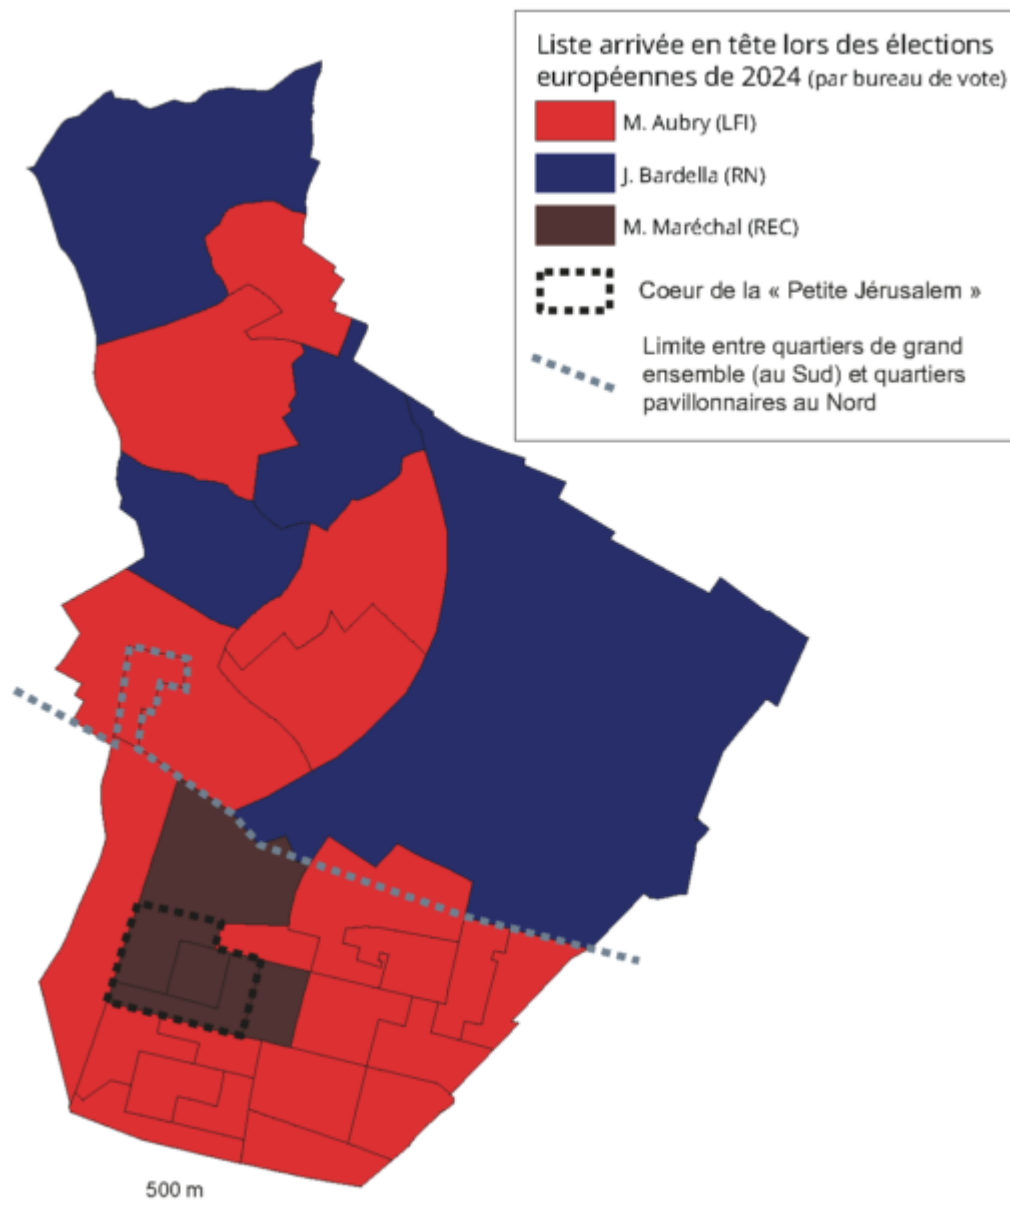 Liste arrivée en tête lors des élections
européennes de 2024 (par bureau de vote)
M. Aubry (LFI)
J. Bardella (RN)
M. Maréchal (REC)
Coeur de la « Petite Jérusalem »
Limite entre quartiers de grand
ensemble (au Sud) et quartiers
pavillonnaires au Nord
500 m